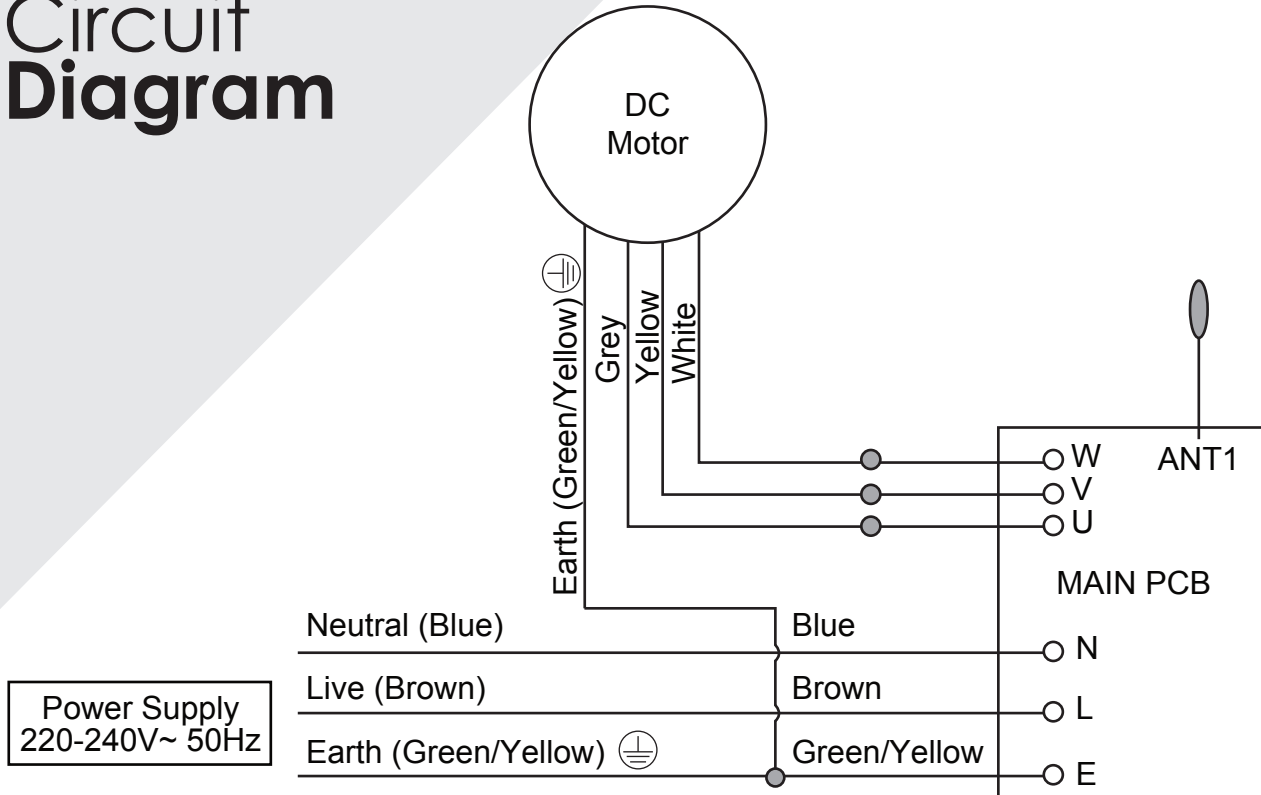 Circuit
Diagram
DC
Motor
Earth (Green/Yellow)
Grey
Yellow
White
W
V
U
ANT1
MAIN PCB
Neutral (Blue)
Blue
N
Live (Brown)
Brown
L
Power Supply
220-240V~ 50Hz
Earth (Green/Yellow)
Green/Yellow
E